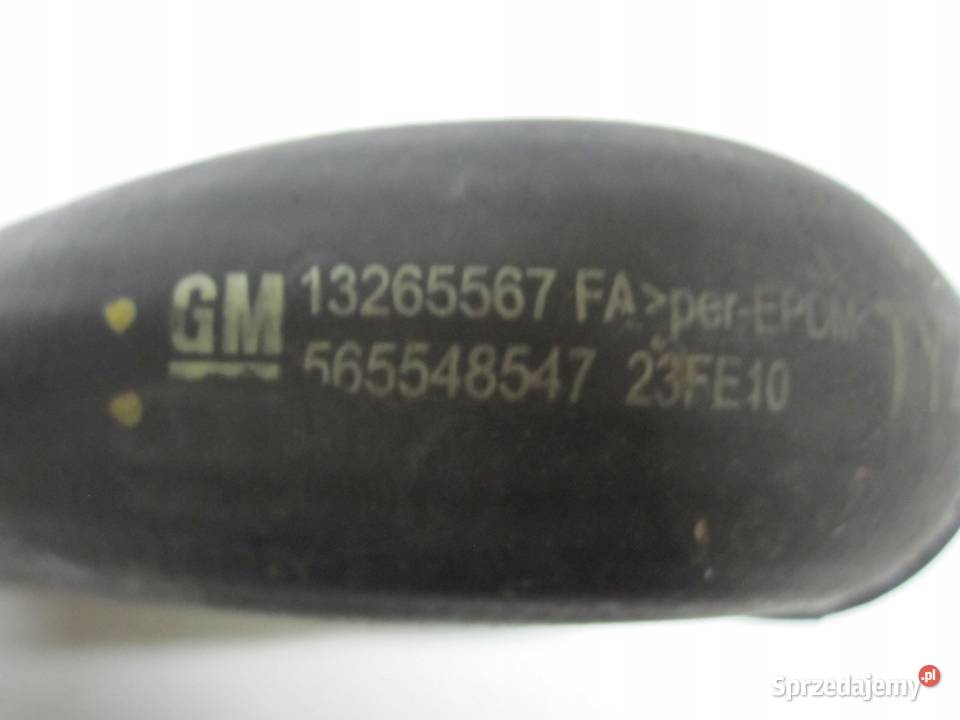 GM 13265567 FA >per-EPDM<
565548547 23FE10
Sprzedajemy.pl